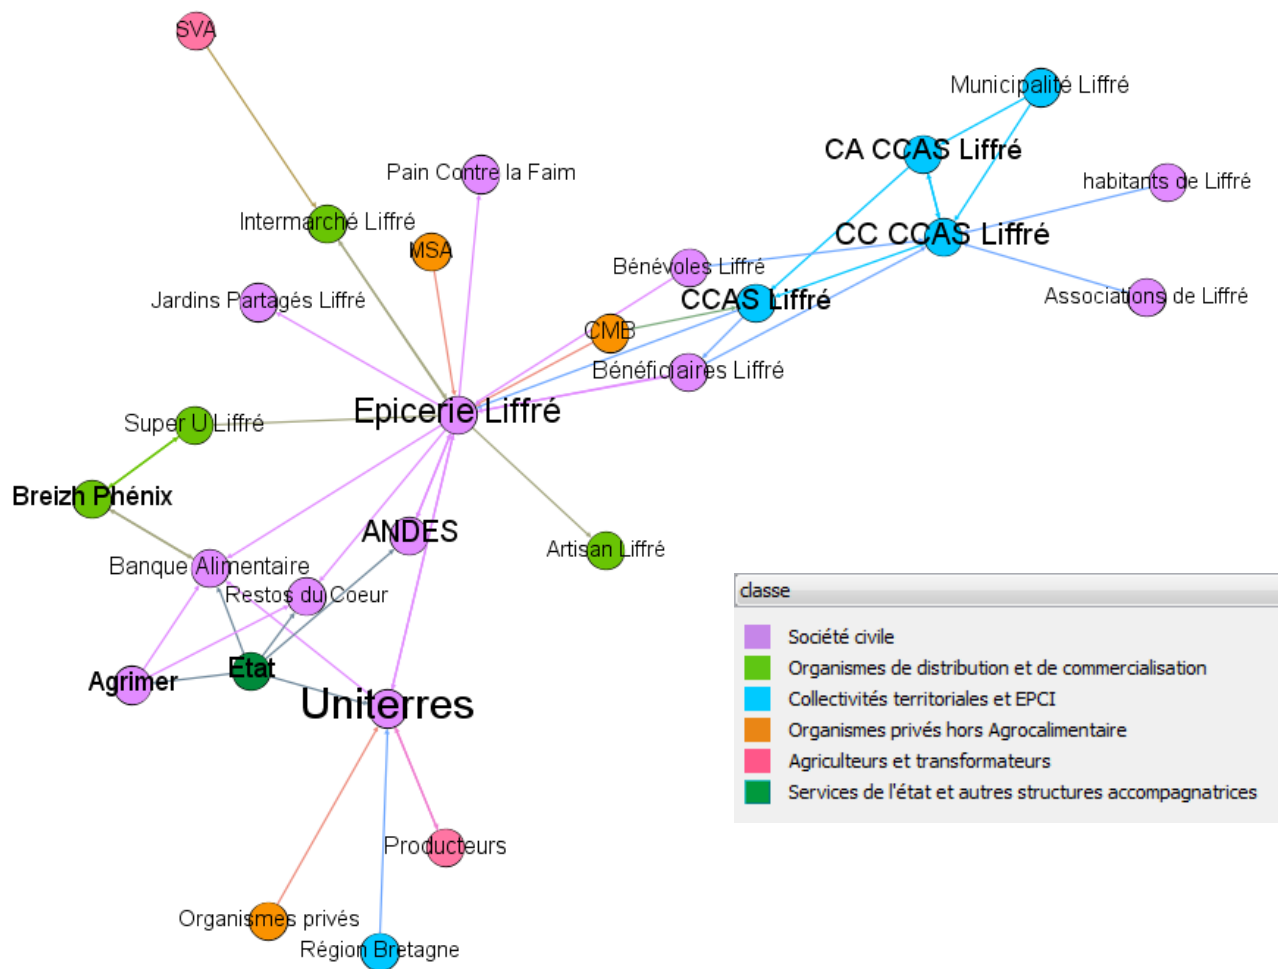 SVA
Municipalité Liffré
CA CCAS Liffré
Pain Contre la Faim
habitants de Liffré
Intermarché Liffré
CC CCAS Liffré
MSA
Bénévoles Liffré
Jardins Partagés Liffré
CCAS Liffré
Associations de Liffré
CMB
Bénéficiaires Liffré
Epicerie Liffré
Super U Liffré
Breizh Phénix
ANDES
Artisan Liffré
Banque Alimentaire
Restos du Coeur
Etat
Agrimer
Uniterres
Producteurs
Organismes privés
Région Bretagne
classe
Société civile
Organismes de distribution et de commercialisation
Collectivités territoriales et EPCI
Organismes privés hors Agrocalimentaire
Agriculteurs et transformateurs
Services de l'état et autres structures accompagnatrices